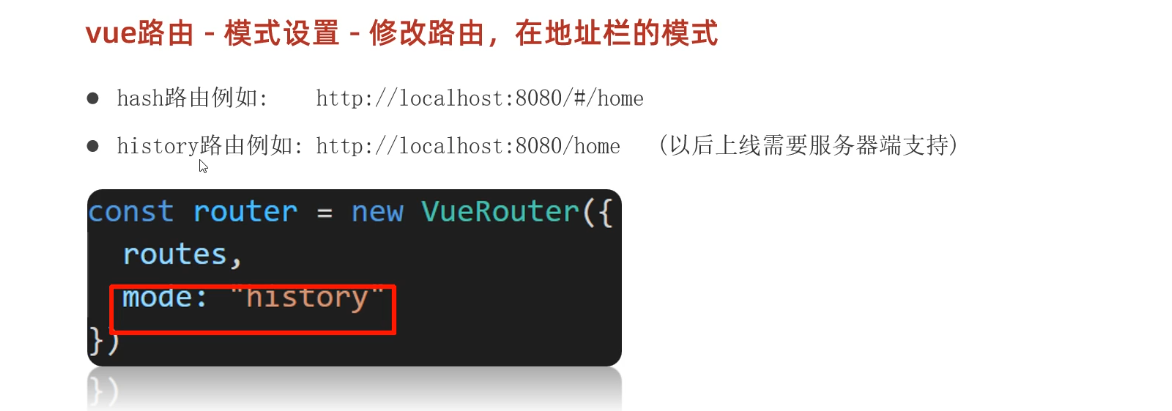 vue路由 - 模式设置 - 修改路由，在地址栏的模式
● hash路由例如: http://localhost:8080/#/home
● history路由例如: http://localhost:8080/home (以后上线需要服务器端支持)
const router = new VueRouter({
routes,
mode: "history"
})